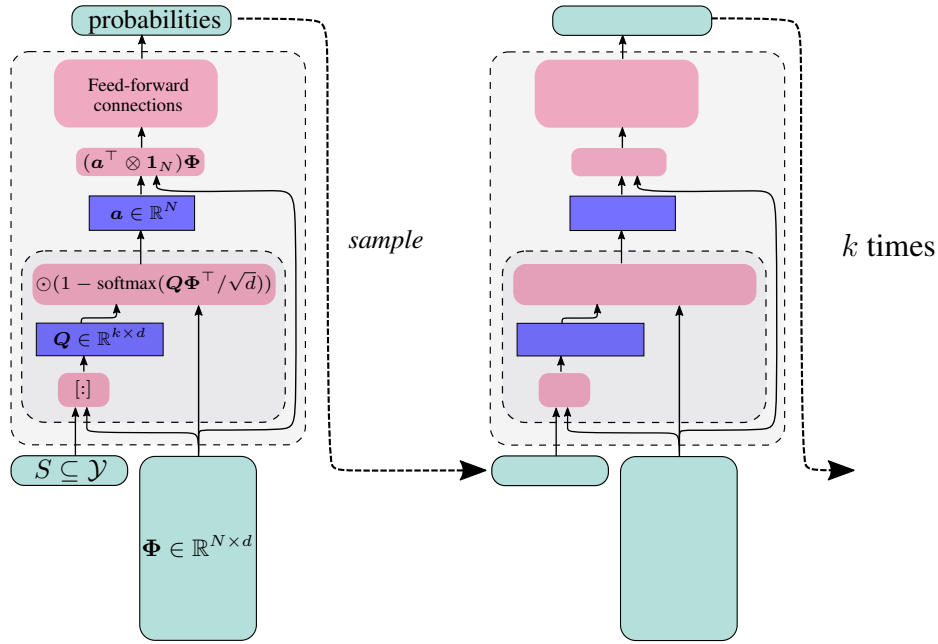 probabilities
Feed-forward
connections
(𝒂^⊤ ⊗ 𝟏_N)𝚽
𝒂 ∈ ℝ^N
⊙(1 − softmax(𝑸𝚽^⊤/√d))
𝑸 ∈ ℝ^{k×d}
[:]
S ⊆ 𝒴
𝚽 ∈ ℝ^{N×d}
sample
k times